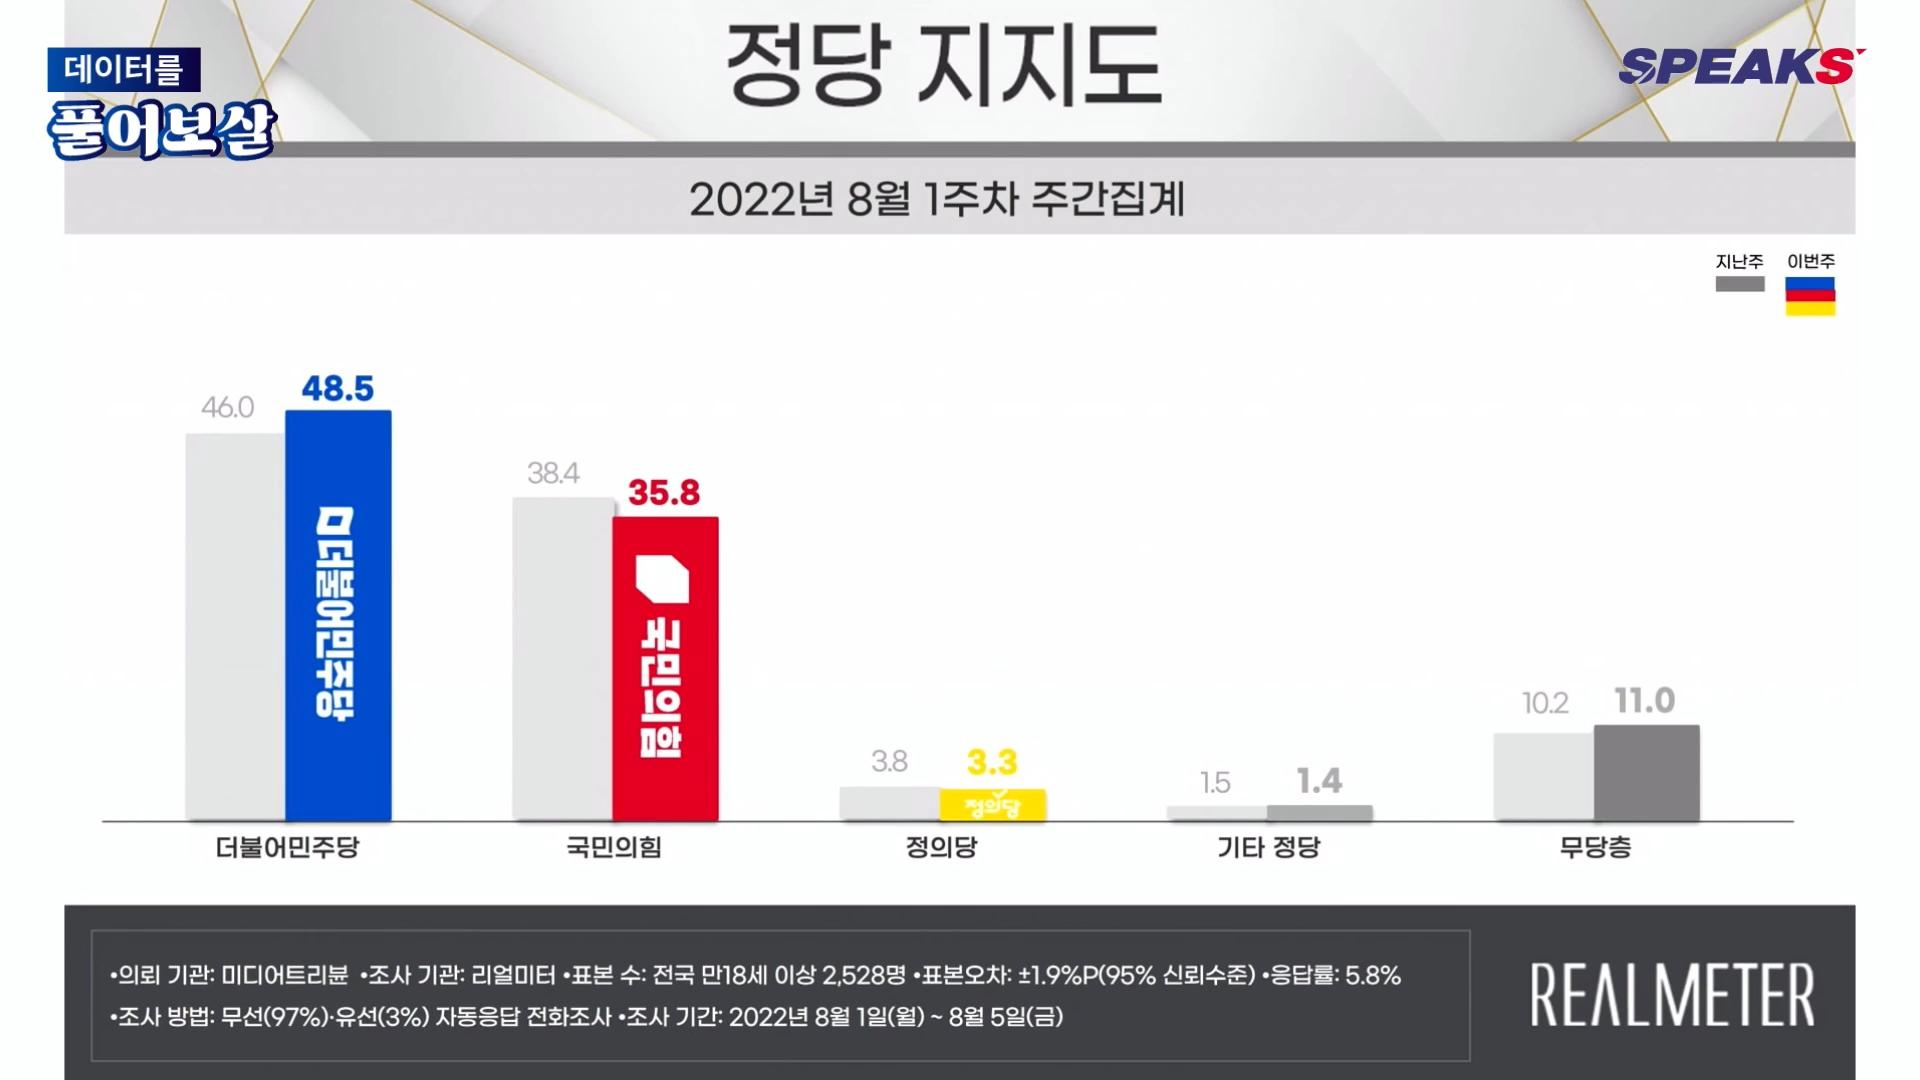 정당 지지도
데이터를
풀어보살
SPEAKS
2022년 8월 1주차 주간집계
지난주 이번주
46.0 48.5
38.4 35.8
3.8 3.3
1.5 1.4
10.2 11.0
더불어민주당
국민의힘
정의당
더불어민주당 국민의힘 정의당 기타 정당 무당층
•의뢰 기관: 미디어트리뷴 •조사 기관: 리얼미터 •표본 수: 전국 만18세 이상 2,528명 •표본오차: ±1.9%P(95% 신뢰수준) •응답률: 5.8%
•조사 방법: 무선(97%)·유선(3%) 자동응답 전화조사 •조사 기간: 2022년 8월 1일(월) ~ 8월 5일(금)
REALMETER